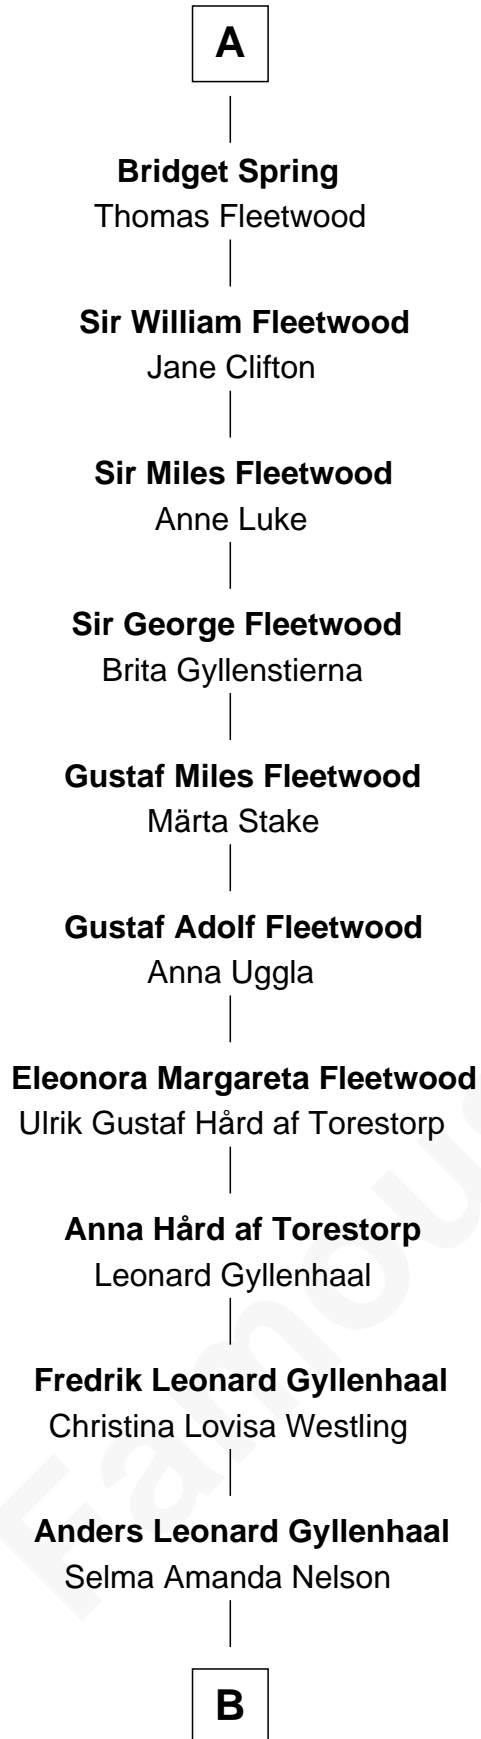 A
Bridget Spring
Thomas Fleetwood
Sir William Fleetwood
Jane Clifton
Sir Miles Fleetwood
Anne Luke
Sir George Fleetwood
Brita Gyllenstierna
Gustaf Miles Fleetwood
Märta Stake
Gustaf Adolf Fleetwood
Anna Uggla
Eleonora Margareta Fleetwood
Ulrik Gustaf Hård af Torestorp
Anna Hård af Torestorp
Leonard Gyllenhaal
Fredrik Leonard Gyllenhaal
Christina Lovisa Westling
Anders Leonard Gyllenhaal
Selma Amanda Nelson
B
Famous